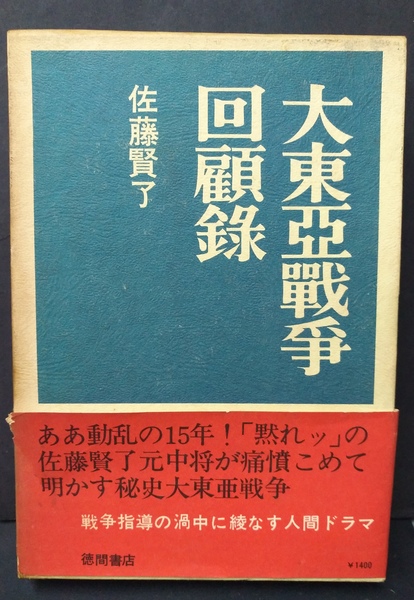 大東亞戰爭
回顧錄
佐藤賢了
ああ動乱の15年！「黙れッ」の
佐藤賢了元中将が痛憤こめて
明かす秘史大東亜戦争
戦争指導の渦中に綾なす人間ドラマ
徳間書店
￥1400